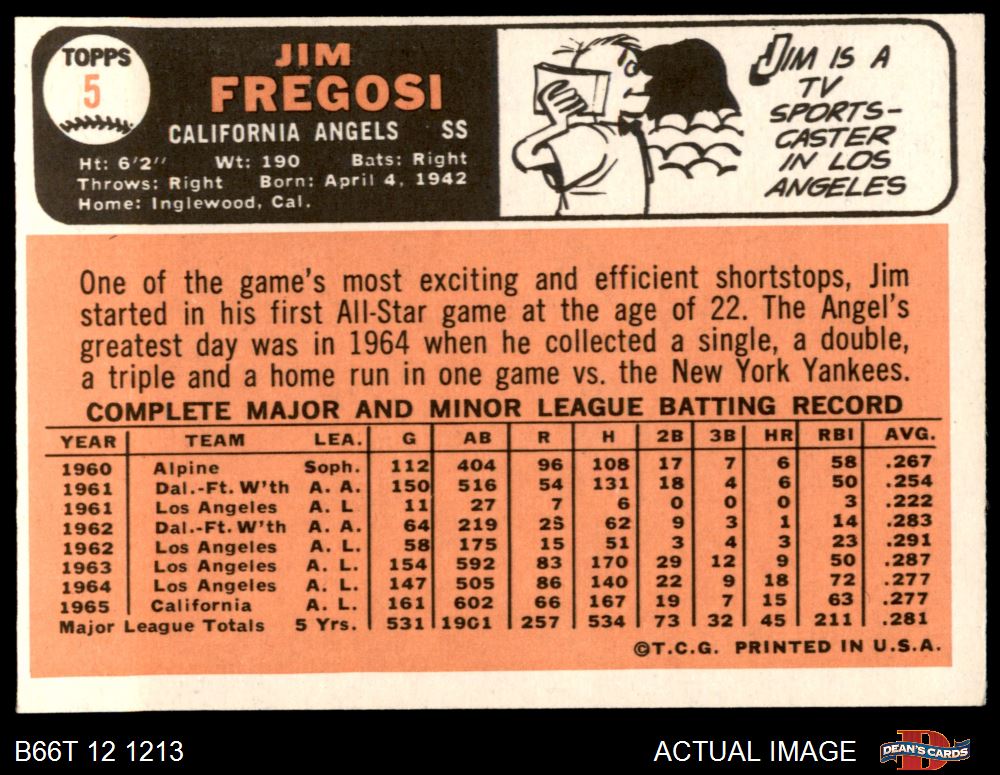 TOPPS
5
JIM
FREGOSI
CALIFORNIA ANGELS SS
Ht: 6'2" Wt: 190 Bats: Right
Throws: Right Born: April 4, 1942
Home: Inglewood, Cal.
JIM IS A
TV
SPORTS-
CASTER
IN LOS
ANGELES
One of the game's most exciting and efficient shortstops, Jim
started in his first All-Star game at the age of 22. The Angel's
greatest day was in 1964 when he collected a single, a double,
a triple and a home run in one game vs. the New York Yankees.
COMPLETE MAJOR AND MINOR LEAGUE BATTING RECORD
YEAR TEAM LEA. G AB R H 2B 3B HR RBI AVG.
1960 Alpine Soph. 112 404 96 108 17 7 6 58 .267
1961 Dal.-Ft. W'th A. A. 150 516 54 131 18 4 6 50 .254
1961 Los Angeles A. L 11 27 7 6 0 0 0 3 .222
1962 Dal.-Ft. W'th A. A. 64 219 25 62 9 3 1 14 .283
1962 Los Angeles A. L. 58 175 15 51 3 4 3 23 .291
1963 Los Angeles A. L. 154 592 83 170 29 12 9 50 .287
1964 Los Angeles A. L. 147 505 86 140 22 9 18 72 .277
1965 California A. L. 161 602 66 167 19 7 15 63 .277
Major League Totals 5 Yrs. 531 1901 257 534 73 32 45 211 .281
©T.C.G. PRINTED IN U.S.A.
B66T 12 1213 ACTUAL IMAGE DEAN'S CARDS